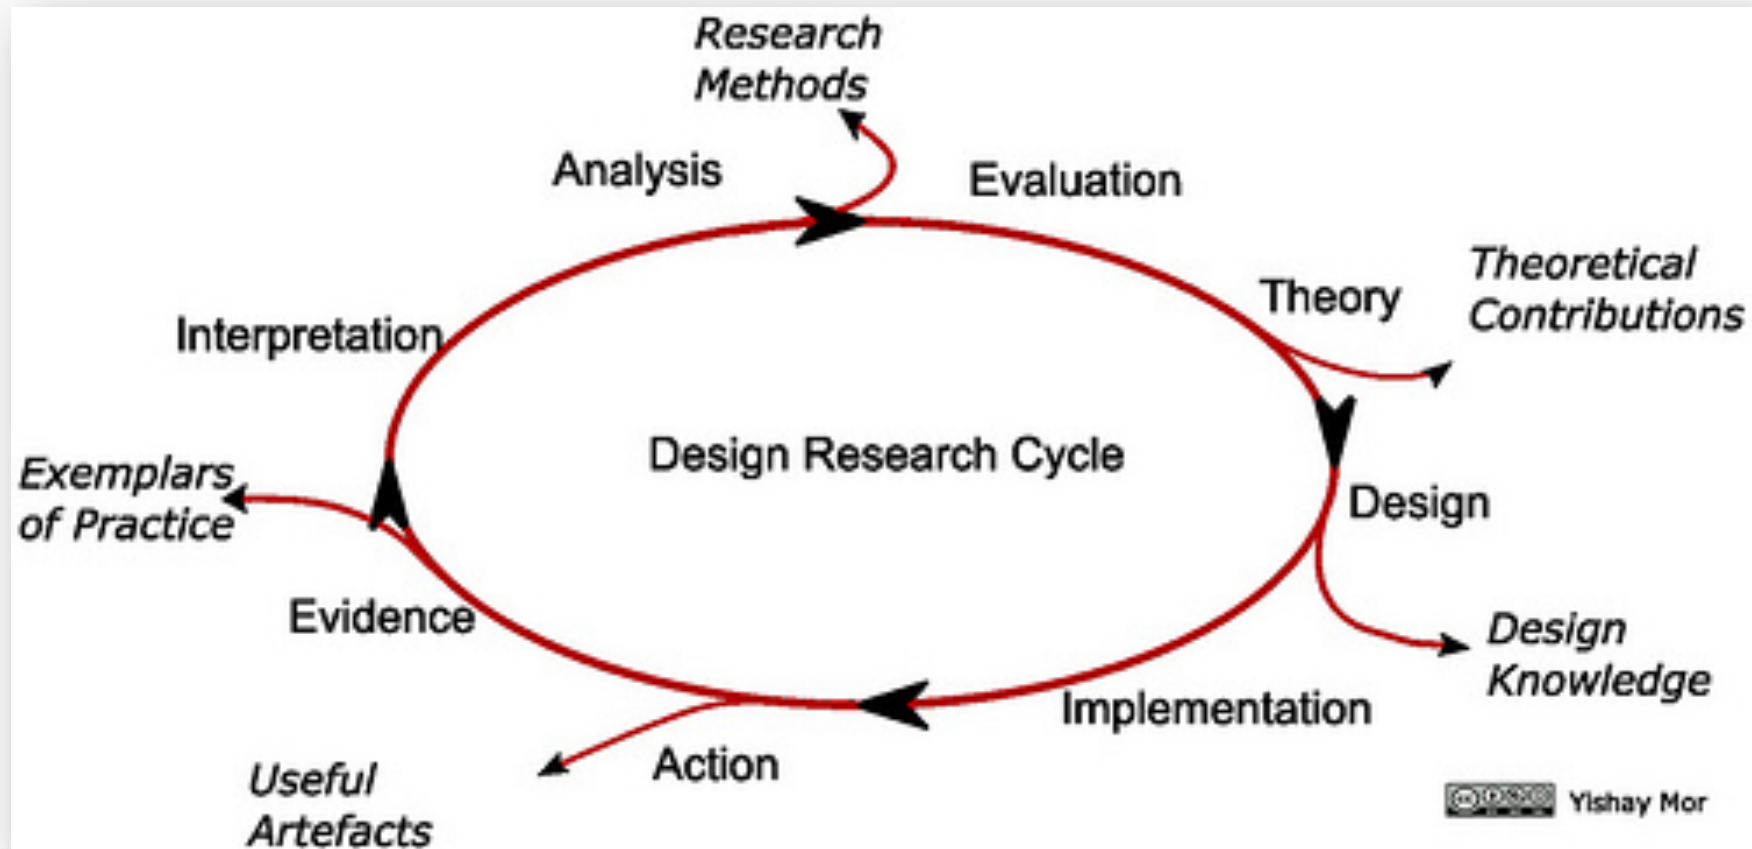 Research
Methods
Analysis
Evaluation
Theory
Theoretical
Contributions
Interpretation
Design Research Cycle
Exemplars
of Practice
Design
Evidence
Design
Knowledge
Implementation
Action
Useful
Artefacts
Yishay Mor